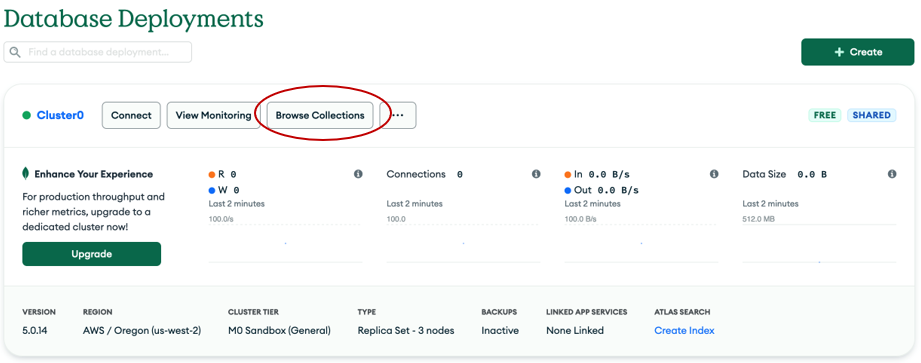 Database Deployments
Find a database deployment...
+ Create
Cluster0
Connect
View Monitoring
Browse Collections
...
FREE
SHARED
Enhance Your Experience
For production throughput and
richer metrics, upgrade to a
dedicated cluster now!
Upgrade
R 0
W 0
Last 2 minutes
100.0/s
Connections 0
Last 2 minutes
100.0
In 0.0 B/s
Out 0.0 B/s
Last 2 minutes
100.0 B/s
Data Size 0.0 B
Last 2 minutes
512.0 MB
VERSION
5.0.14
REGION
AWS / Oregon (us-west-2)
CLUSTER TIER
M0 Sandbox (General)
TYPE
Replica Set - 3 nodes
BACKUPS
Inactive
LINKED APP SERVICES
None Linked
ATLAS SEARCH
Create Index